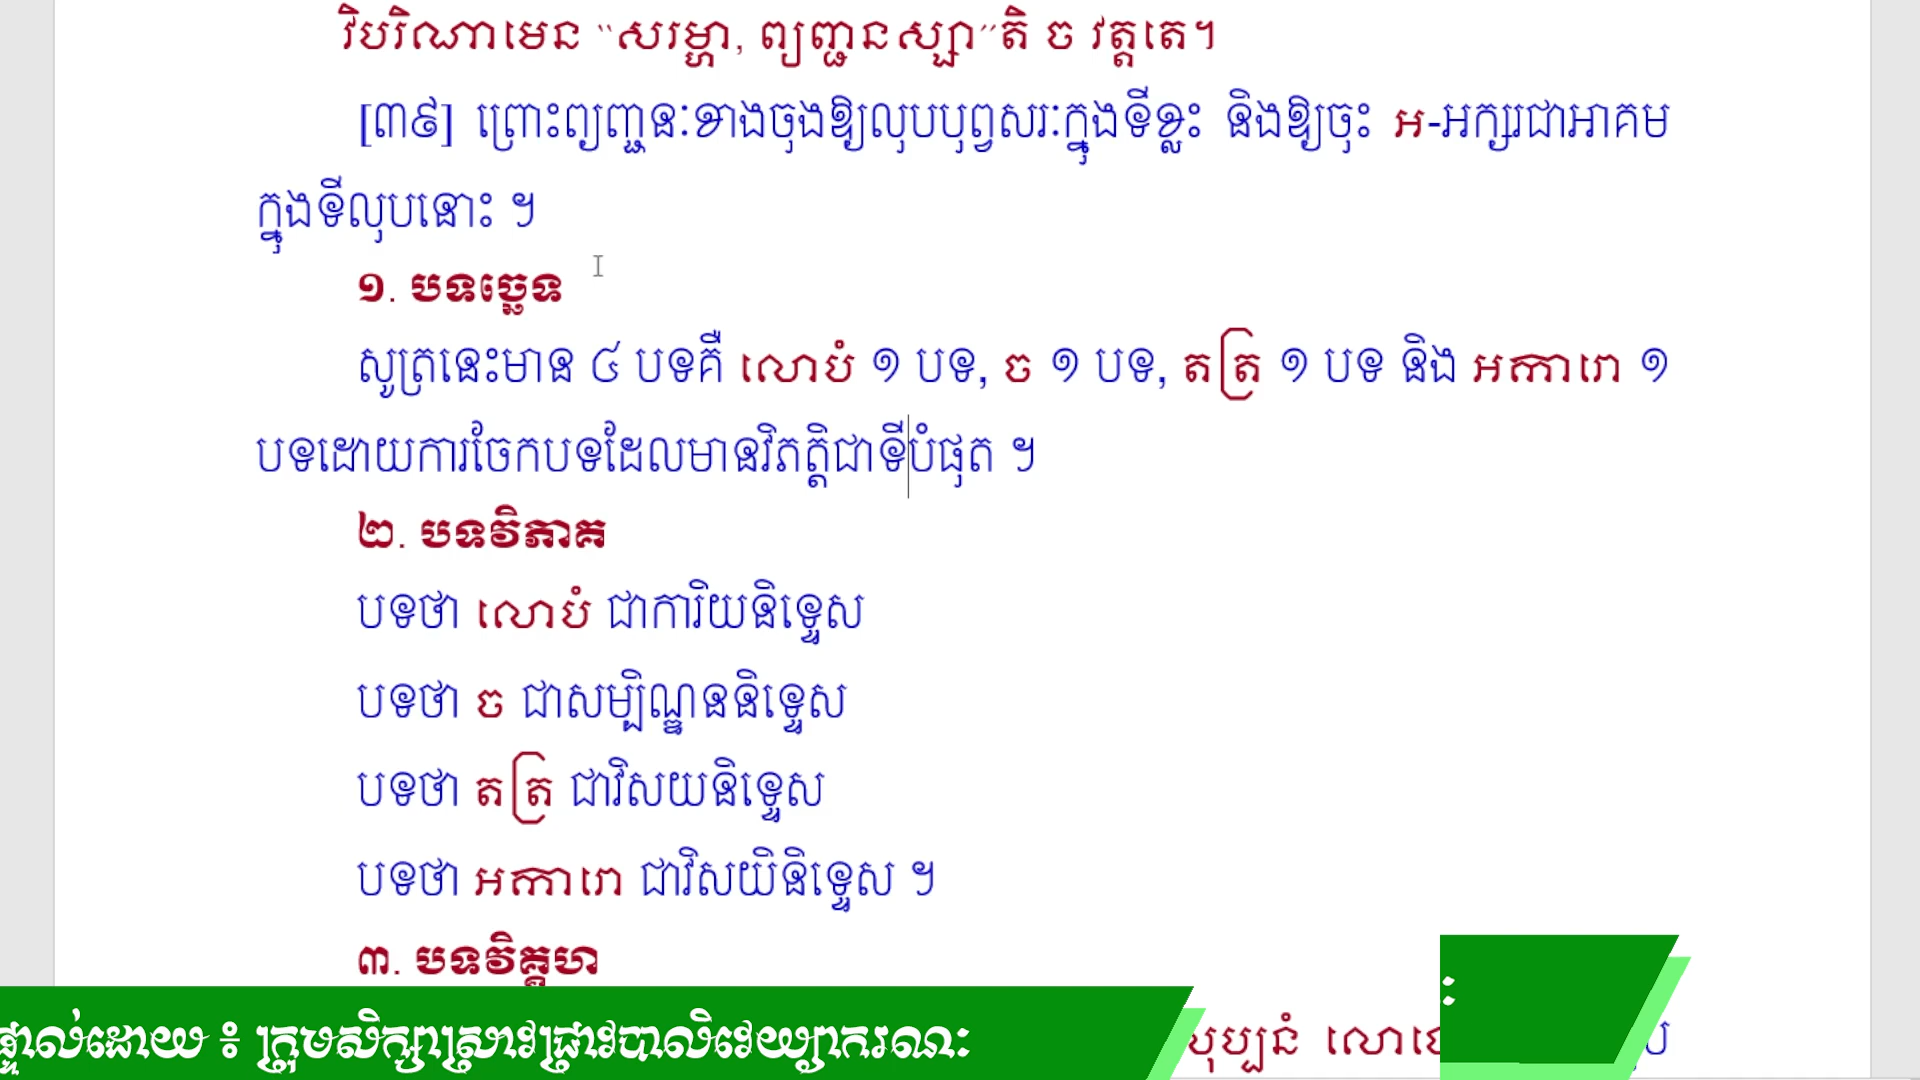 វិបរិណាមេន “សរម្ហា, ព្យញ្ជនស្សា”តិ ច វត្តតេ។
[៣៩] ព្រោះព្យញ្ជនៈខាងចុងឱ្យលុបបុព្វសរៈក្នុងទីខ្លះ និងឱ្យចុះ អ-អក្សរជាអាគម
ក្នុងទីលុបនោះ ។
១. បទច្ឆេទ
សូត្រនេះមាន ៤ បទគឺ លោបំ ១ បទ, ច ១ បទ, តត្រ ១ បទ និង អការោ ១
បទដោយការចែកបទដែលមានវិភត្តិជាទីបំផុត ។
២. បទវិភាគ
បទថា លោបំ ជាការិយនិទ្ទេស
បទថា ច ជាសម្បិណ្ឌននិទ្ទេស
បទថា តត្រ ជាវិសយនិទ្ទេស
បទថា អការោ ជាវិសយិនិទ្ទេស ។
៣. បទវិគ្គហ
ផ្ទាល់ដោយ ៖ ក្រុមសិក្សាស្រាវជ្រាវបាលិវេយ្យាករណៈ